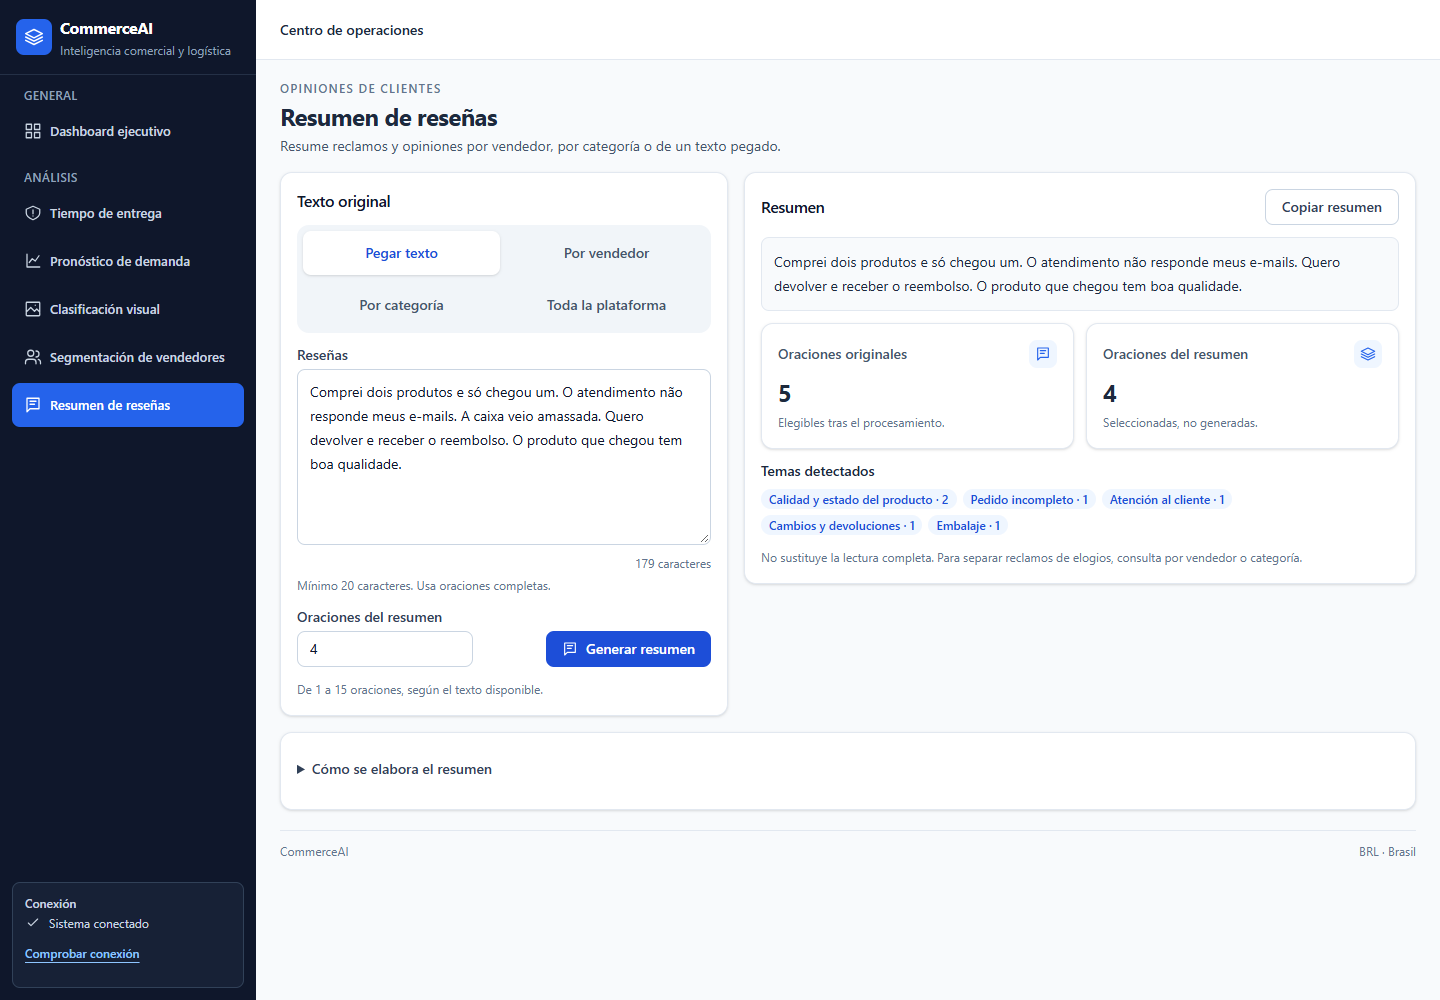 CommerceAI
Inteligencia comercial y logística
GENERAL
Dashboard ejecutivo
ANÁLISIS
Tiempo de entrega
Pronóstico de demanda
Clasificación visual
Segmentación de vendedores
Resumen de reseñas
Conexión
Sistema conectado
Comprobar conexión
Centro de operaciones
OPINIONES DE CLIENTES
Resumen de reseñas
Resume reclamos y opiniones por vendedor, por categoría o de un texto pegado.
Texto original
Pegar texto
Por vendedor
Por categoría
Toda la plataforma
Reseñas
Comprei dois produtos e só chegou um. O atendimento não
responde meus e-mails. A caixa veio amassada. Quero
devolver e receber o reembolso. O produto que chegou tem
boa qualidade.
179 caracteres
Mínimo 20 caracteres. Usa oraciones completas.
Oraciones del resumen
4
Generar resumen
De 1 a 15 oraciones, según el texto disponible.
Resumen
Copiar resumen
Comprei dois produtos e só chegou um. O atendimento não responde meus e-mails. Quero
devolver e receber o reembolso. O produto que chegou tem boa qualidade.
Oraciones originales
5
Elegibles tras el procesamiento.
Oraciones del resumen
4
Seleccionadas, no generadas.
Temas detectados
Calidad y estado del producto · 2
Pedido incompleto · 1
Atención al cliente · 1
Cambios y devoluciones · 1
Embalaje · 1
No sustituye la lectura completa. Para separar reclamos de elogios, consulta por vendedor o categoría.
Cómo se elabora el resumen
CommerceAI
BRL · Brasil